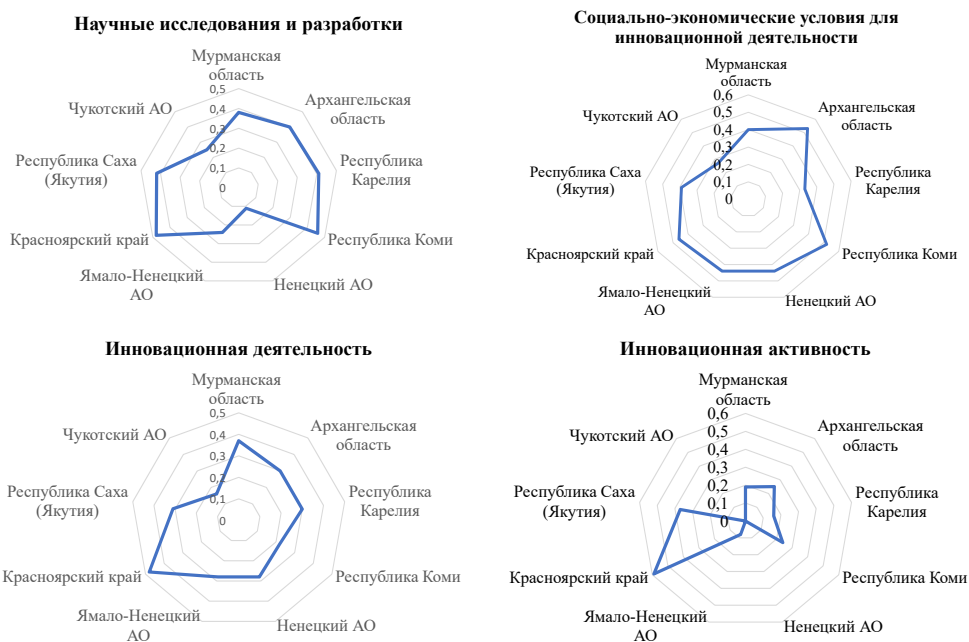 Научные исследования и разработки
Мурманская
область
Архангельская
область
Республика
Карелия
Республика Коми
Ненецкий АО
Ямало-Ненецкий
АО
Красноярский край
Республика Саха
(Якутия)
Чукотский АО
0,5
0,4
0,3
0,2
0,1
0
Социально-экономические условия для
инновационной деятельности
Мурманская
область
Архангельская
область
Республика
Карелия
Республика Коми
Ненецкий АО
Ямало-Ненецкий
АО
Красноярский край
Республика Саха
(Якутия)
Чукотский АО
0,6
0,5
0,4
0,3
0,2
0,1
0
Инновационная деятельность
Мурманская
область
Архангельская
область
Республика
Карелия
Республика Коми
Ненецкий АО
Ямало-Ненецкий
АО
Красноярский край
Республика Саха
(Якутия)
Чукотский АО
0,5
0,4
0,3
0,2
0,1
0
Инновационная активность
Мурманская
область
Архангельская
область
Республика
Карелия
Республика Коми
Ненецкий АО
Ямало-Ненецкий
АО
Красноярский край
Республика Саха
(Якутия)
Чукотский АО
0,6
0,5
0,4
0,3
0,2
0,1
0